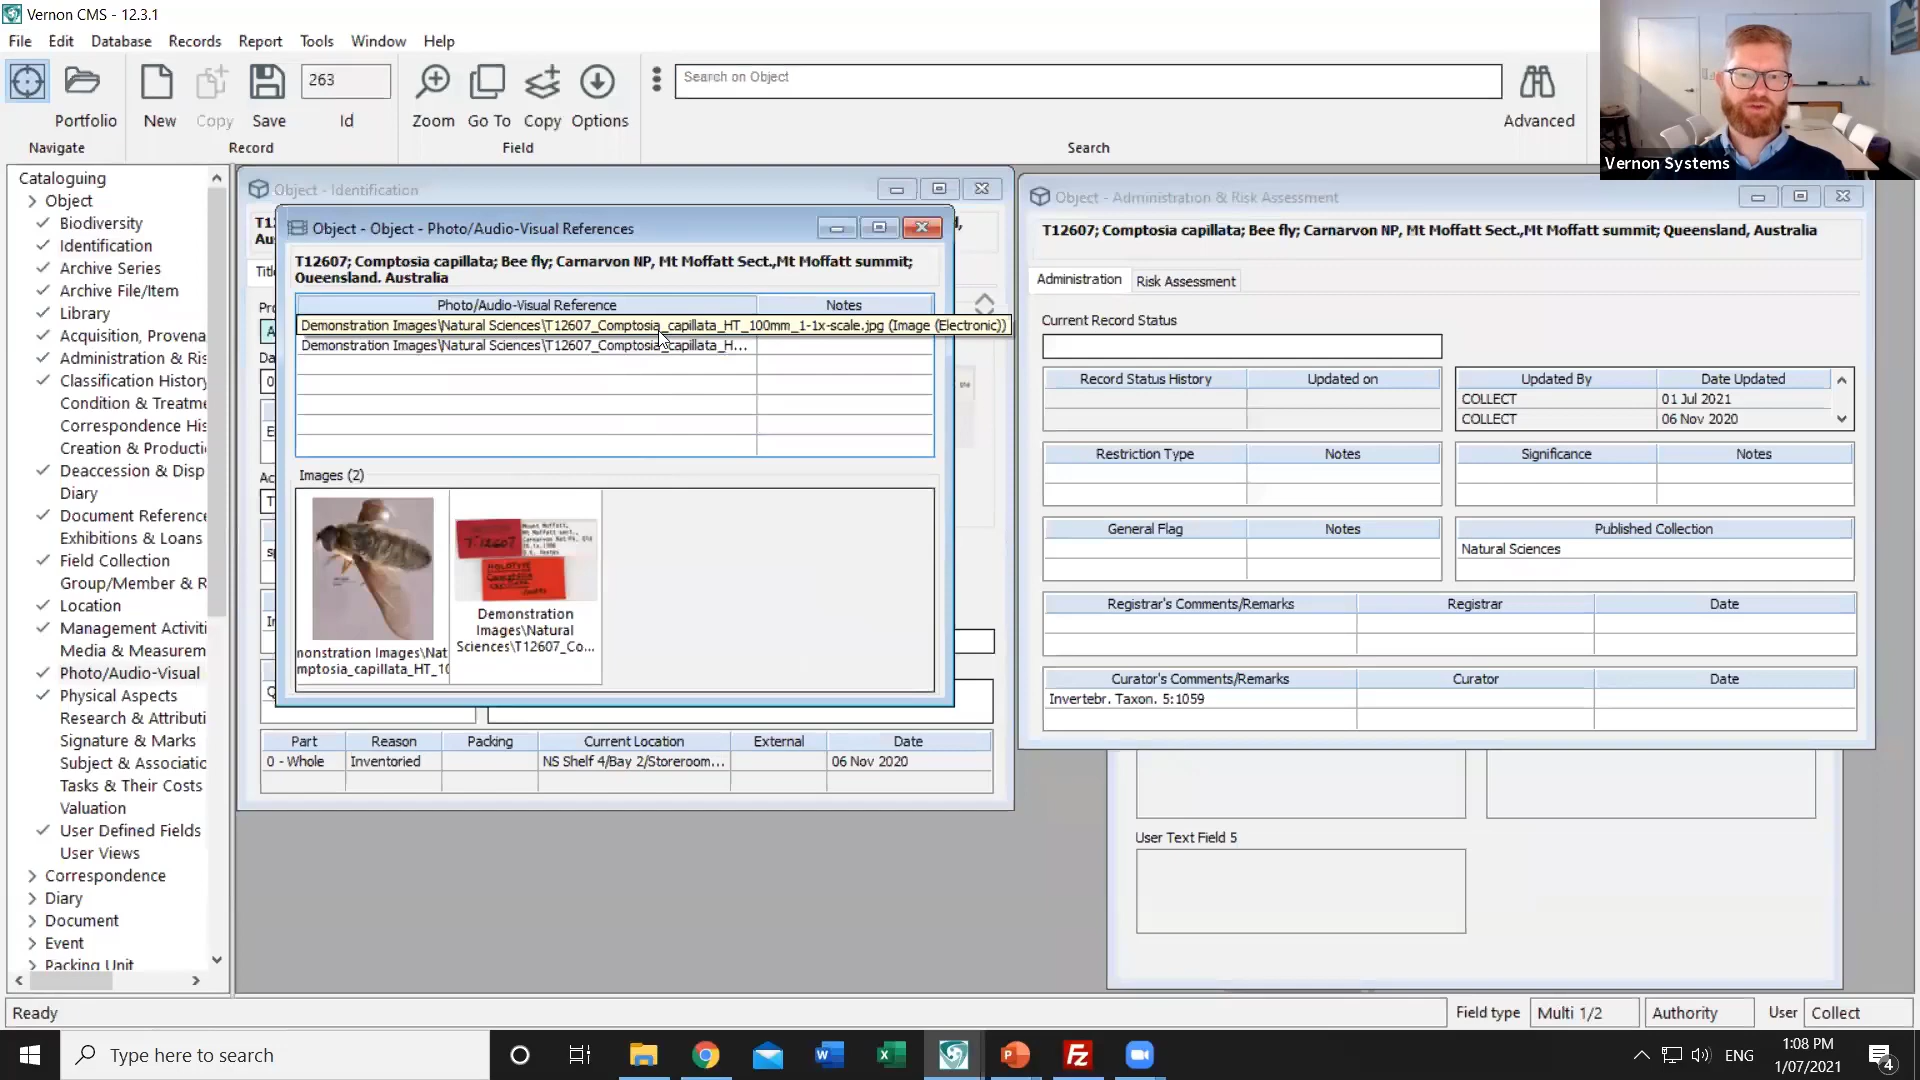 Vernon CMS - 12.3.1
File Edit Database Records Report Tools Window Help
Portfolio New Copy Save 263 Id Zoom Go To Copy Options Search on Object Advanced
Navigate Record Field Search
Vernon Systems
Cataloguing
Object
Biodiversity
Identification
Archive Series
Archive File/Item
Library
Acquisition, Provena
Administration & Ris
Classification History
Condition & Treatme
Correspondence His
Creation & Producti
Deaccession & Disp
Diary
Document Reference
Exhibitions & Loans
Field Collection
Group/Member & R
Location
Management Activiti
Media & Measurem
Photo/Audio-Visual
Physical Aspects
Research & Attributi
Signature & Marks
Subject & Associatio
Tasks & Their Costs
Valuation
User Defined Fields
User Views
Correspondence
Diary
Document
Event
Packing Unit
Object - Identification
Object - Object - Photo/Audio-Visual References
T12607; Comptosia capillata; Bee fly; Carnarvon NP, Mt Moffatt Sect.,Mt Moffatt summit;
Queensland, Australia
Photo/Audio-Visual Reference Notes
Demonstration Images\Natural Sciences\T12607_Comptosia_capillata_HT_100mm_1-1x-scale.jpg (Image (Electronic))
Demonstration Images\Natural Sciences\T12607_Comptosia_capillata_H...
Images (2)
T.12607
HOLOTYPE
nonstration Images\Nat
mptosia_capillata_HT_10
Demonstration
Images\Natural
Sciences\T12607_Co...
Part Reason Packing Current Location External Date
0 - Whole Inventoried NS Shelf 4/Bay 2/Storeroom... 06 Nov 2020
Object - Administration & Risk Assessment
T12607; Comptosia capillata; Bee fly; Carnarvon NP, Mt Moffatt Sect.,Mt Moffatt summit; Queensland, Australia
Administration Risk Assessment
Current Record Status
Record Status History Updated on Updated By Date Updated
COLLECT 01 Jul 2021
COLLECT 06 Nov 2020
Restriction Type Notes Significance Notes
General Flag Notes Published Collection
Natural Sciences
Registrar's Comments/Remarks Registrar Date
Curator's Comments/Remarks Curator Date
Invertebr. Taxon. 5:1059
User Text Field 5
Ready Field type Multi 1/2 Authority User Collect
Type here to search ENG 1:08 PM
1/07/2021
4